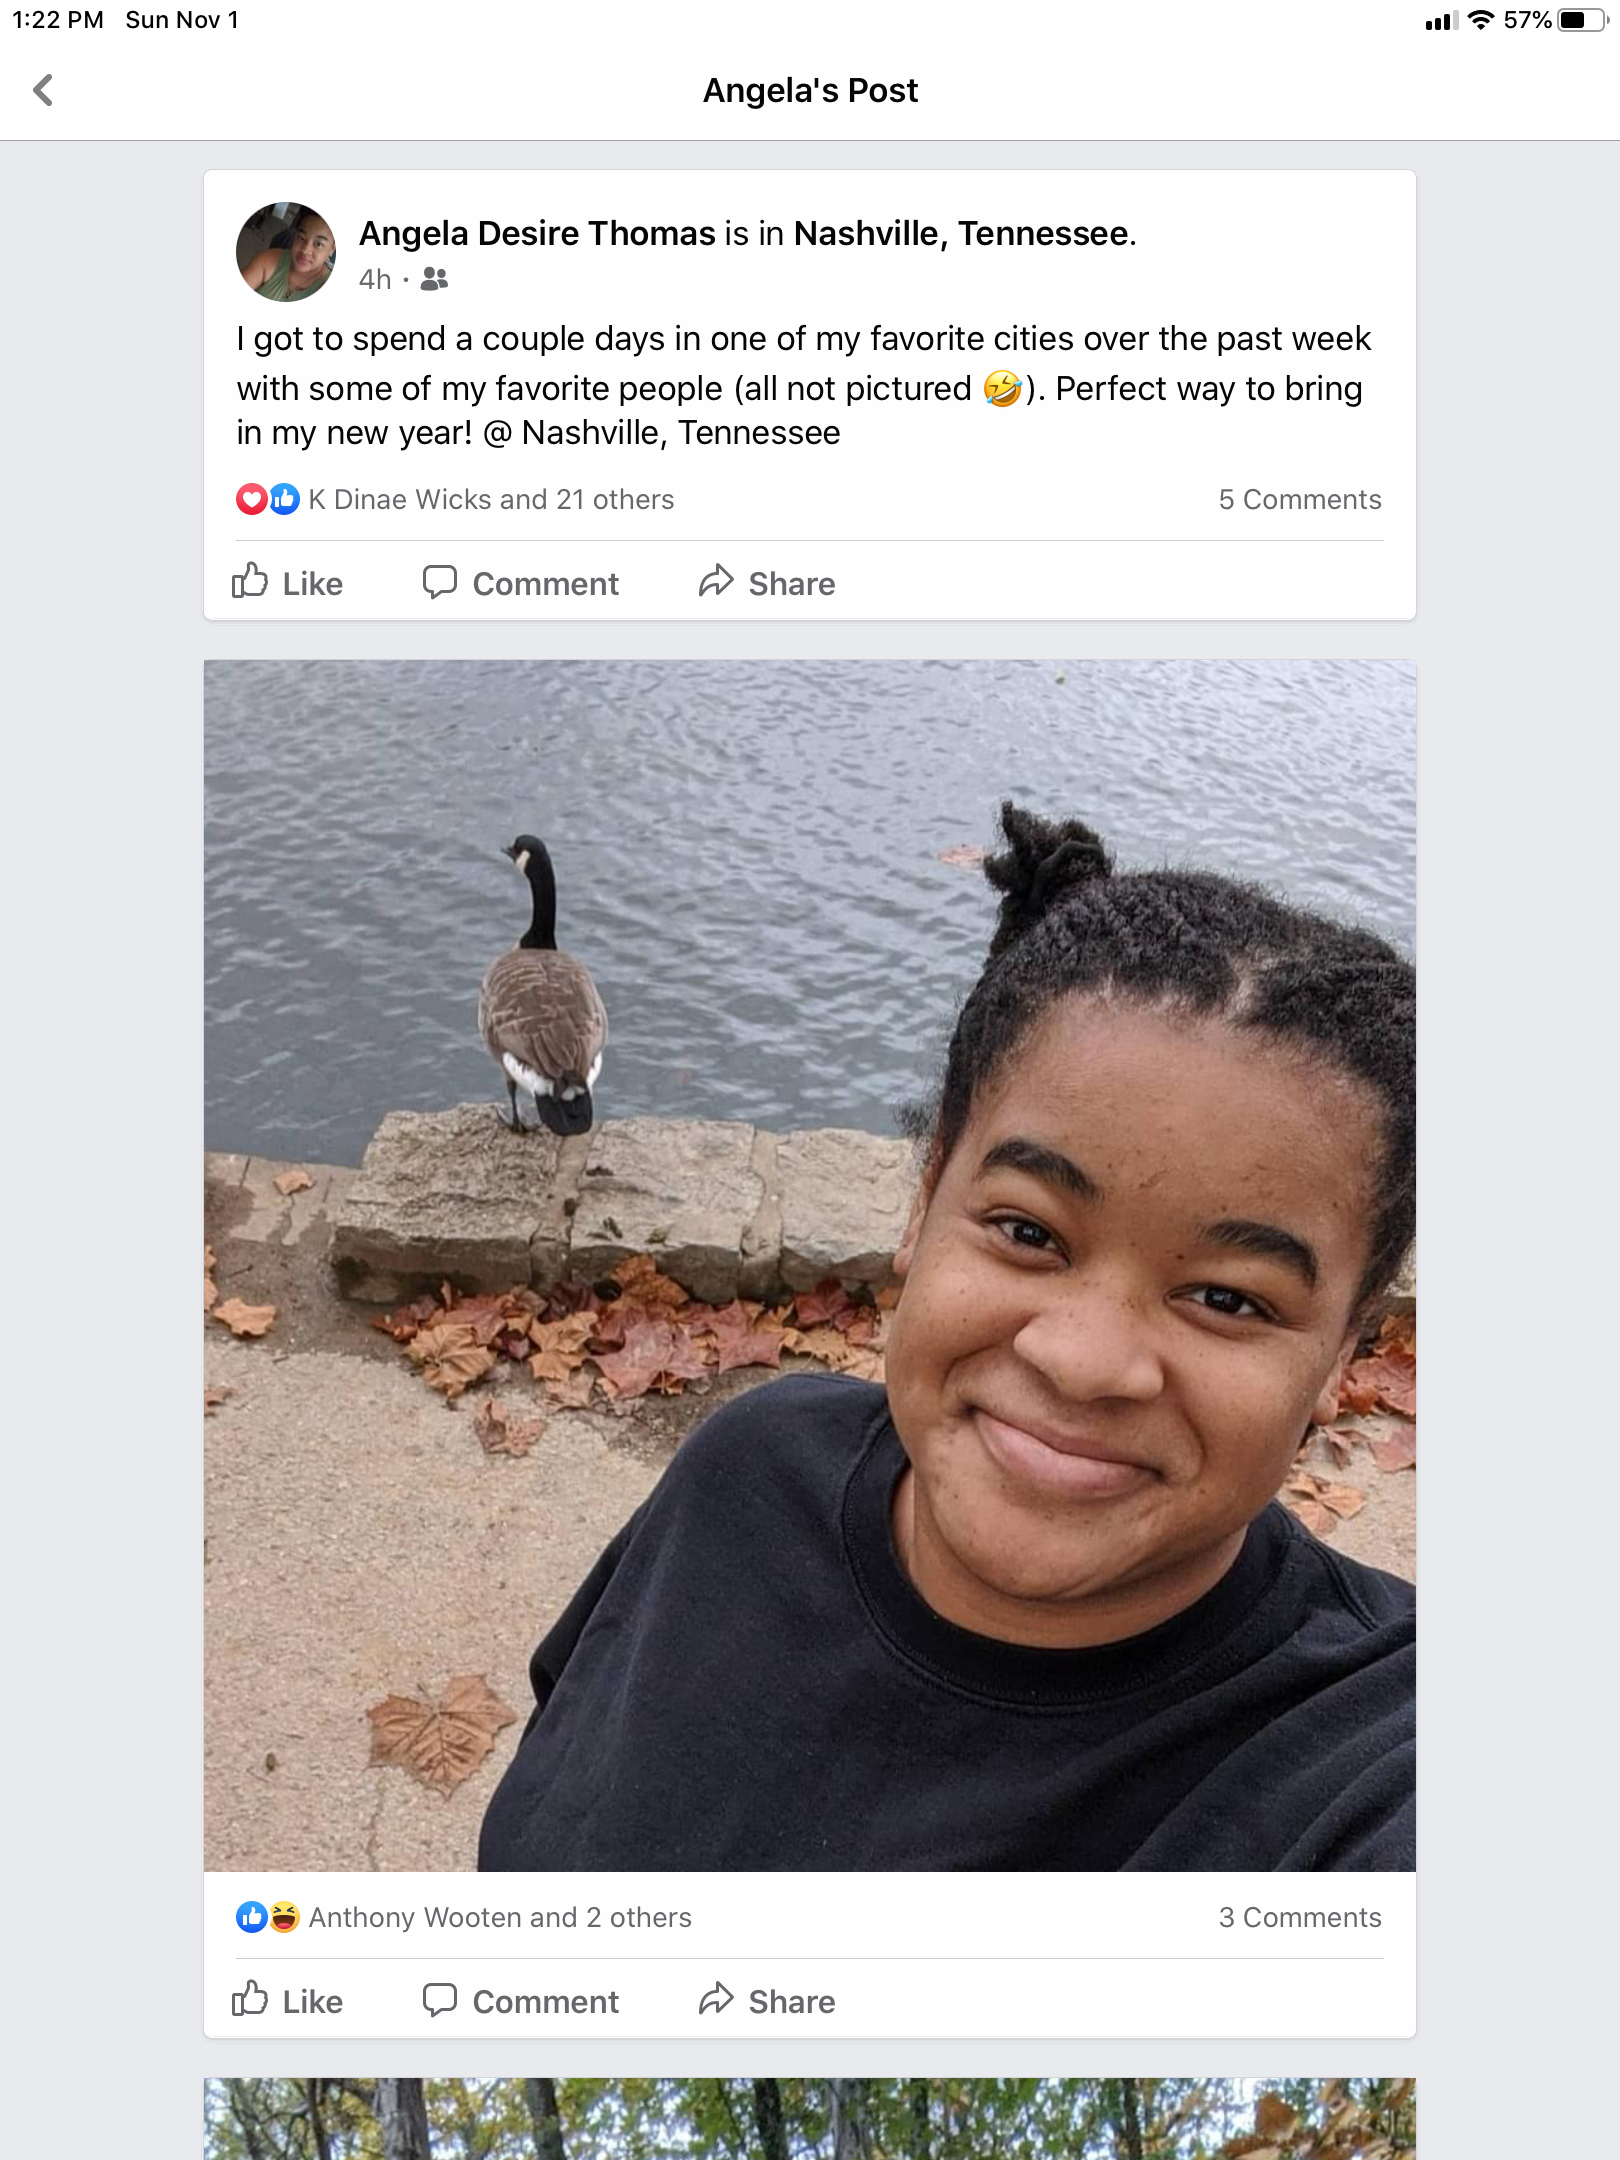 1:22 PM Sun Nov 1
57%
Angela's Post
Angela Desire Thomas is in Nashville, Tennessee.
4h ·
I got to spend a couple days in one of my favorite cities over the past week
with some of my favorite people (all not pictured 🤣). Perfect way to bring
in my new year! @ Nashville, Tennessee
K Dinae Wicks and 21 others
5 Comments
Like Comment Share
Anthony Wooten and 2 others
3 Comments
Like Comment Share